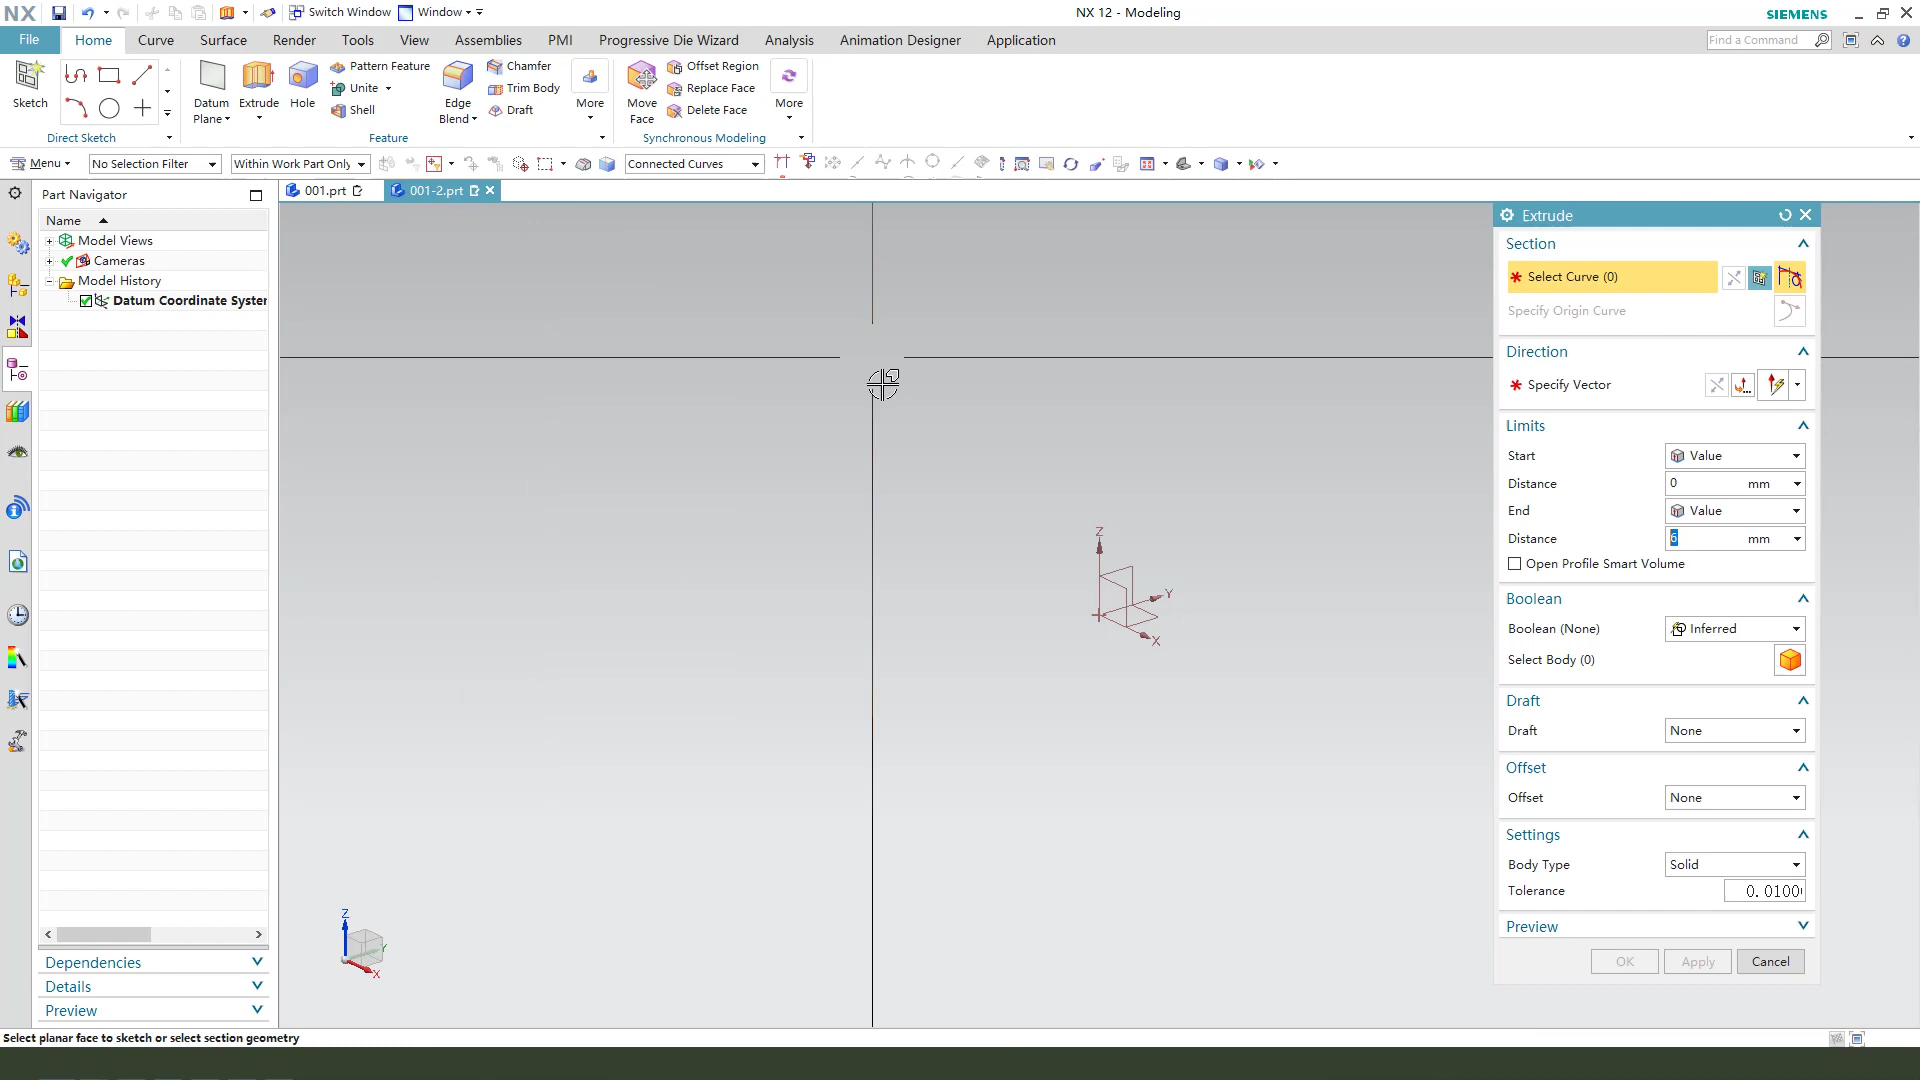 NX
Switch Window
Window
NX 12 - Modeling
SIEMENS
File
Home
Curve
Surface
Render
Tools
View
Assemblies
PMI
Progressive Die Wizard
Analysis
Animation Designer
Application
Find a Command
Sketch
Direct Sketch
Datum
Plane
Extrude
Hole
Pattern Feature
Unite
Shell
Edge
Blend
Chamfer
Trim Body
Draft
More
Feature
Move
Face
Offset Region
Replace Face
Delete Face
More
Synchronous Modeling
Menu
No Selection Filter
Within Work Part Only
Connected Curves
Part Navigator
001.prt
001-2.prt
Name
Model Views
Cameras
Model History
Datum Coordinate Syster
Dependencies
Details
Preview
Z
Y
X
Z
Y
X
Extrude
Section
* Select Curve (0)
Specify Origin Curve
Direction
* Specify Vector
Limits
Start
Value
Distance
0 mm
End
Value
Distance
6 mm
Open Profile Smart Volume
Boolean
Boolean (None)
Inferred
Select Body (0)
Draft
Draft
None
Offset
Offset
None
Settings
Body Type
Solid
Tolerance
0.0100
Preview
OK
Apply
Cancel
Select planar face to sketch or select section geometry